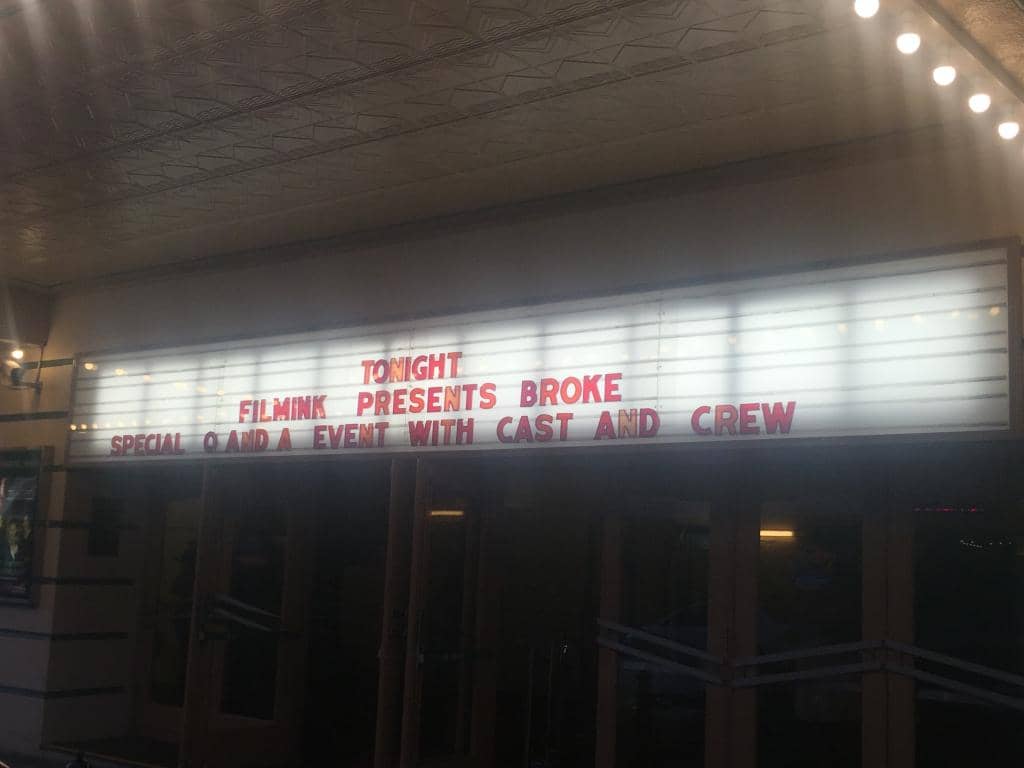 TONIGHT
FILMINK PRESENTS BROKE
SPECIAL Q AND A EVENT WITH CAST AND CREW